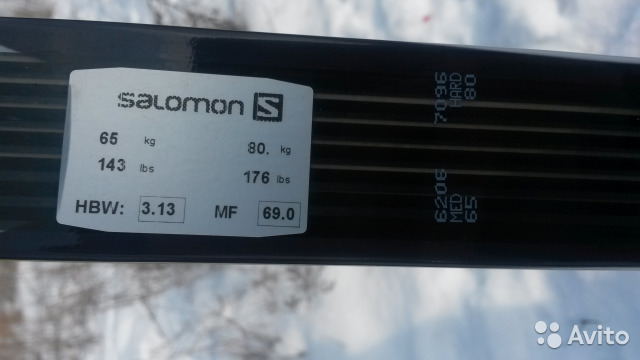 salomon S
65 kg 80. kg
143 lbs 176 lbs
HBW: 3.13 MF 69.0
7096
HARD
80
6206
MED
65
Avito